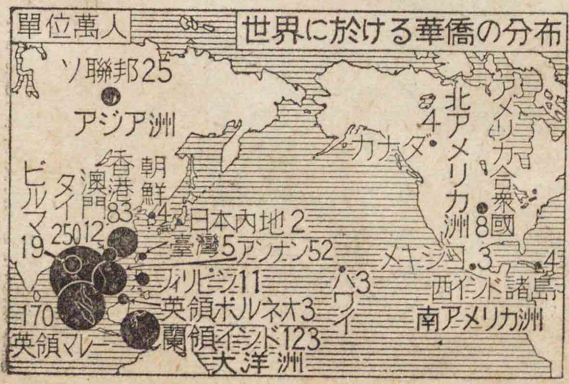 世界に於ける華僑の分布
單位萬人
ソ聯邦25
アジア洲
ビルマ
19
タイ
250
澳門
12
香港
83
朝鮮
4
日本內地2
臺灣5
アンナン52
フィリピン11
英領ボルネオ3
蘭領インド123
170
英領マレー
大洋洲
ハワイ
3
カナダ
4
北アメリカ洲
アメリカ合衆國
8
メキシコ
3
4
西インド諸島
南アメリカ洲